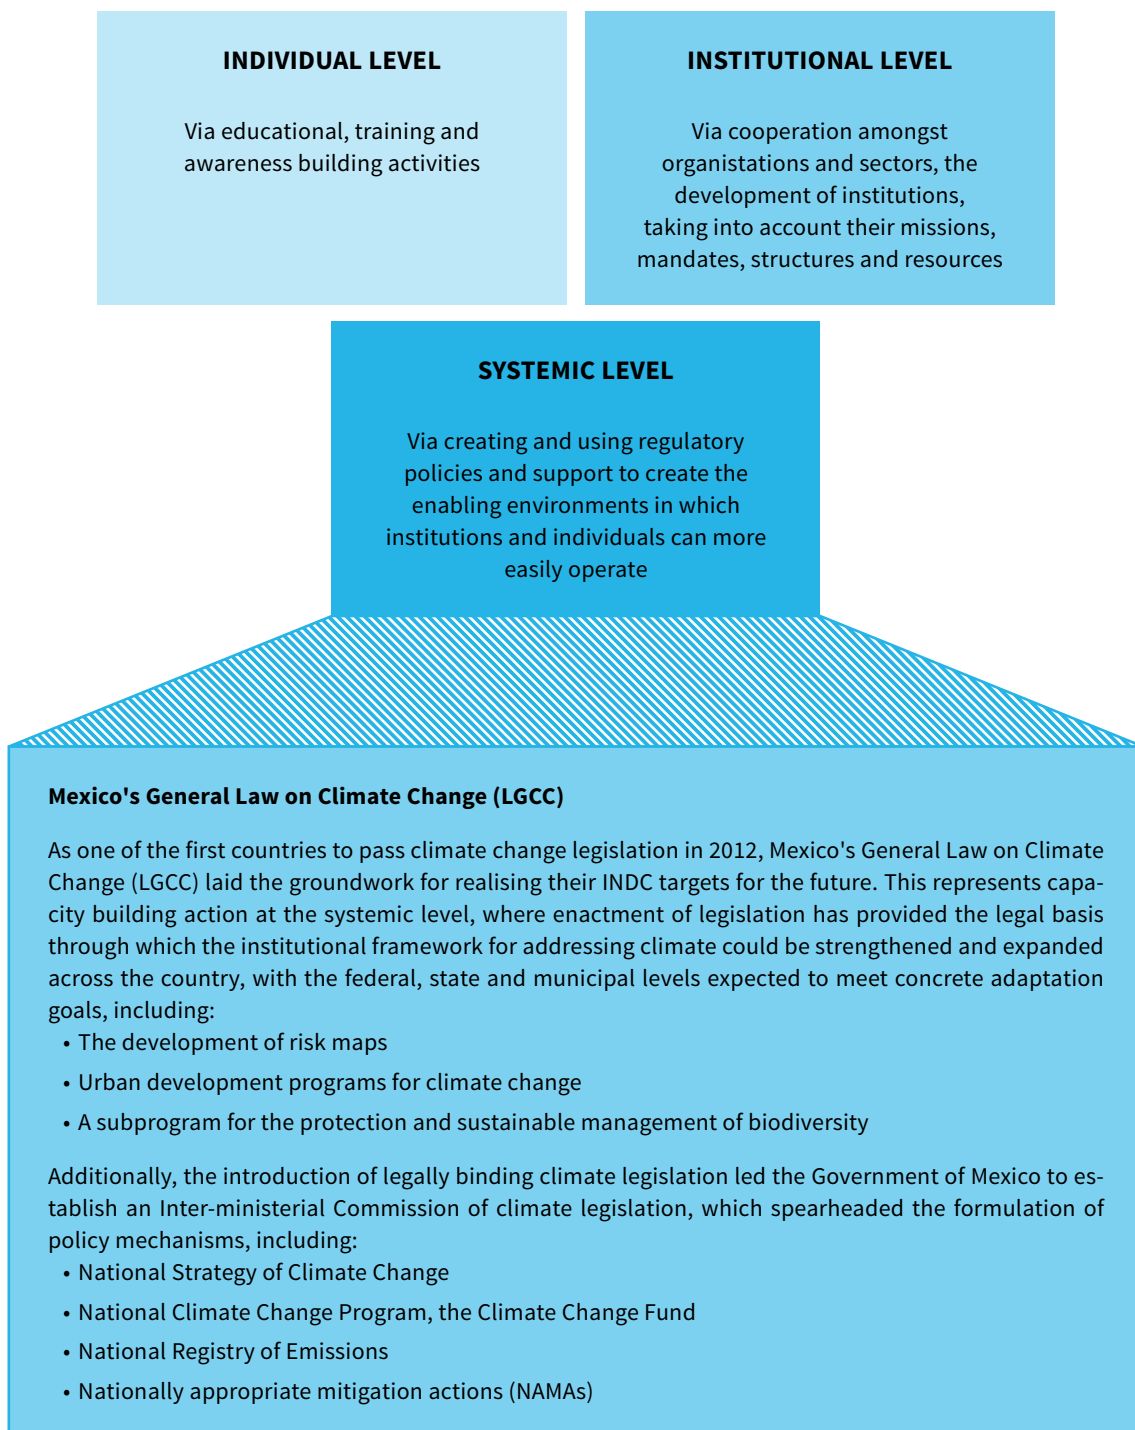 INDIVIDUAL LEVEL
Via educational, training and
awareness building activities
INSTITUTIONAL LEVEL
Via cooperation amongst
organistations and sectors, the
development of institutions,
taking into account their missions,
mandates, structures and resources
SYSTEMIC LEVEL
Via creating and using regulatory
policies and support to create the
enabling environments in which
institutions and individuals can more
easily operate
Mexico's General Law on Climate Change (LGCC)
As one of the first countries to pass climate change legislation in 2012, Mexico's General Law on Climate
Change (LGCC) laid the groundwork for realising their INDC targets for the future. This represents capa-
city building action at the systemic level, where enactment of legislation has provided the legal basis
through which the institutional framework for addressing climate could be strengthened and expanded
across the country, with the federal, state and municipal levels expected to meet concrete adaptation
goals, including:
• The development of risk maps
• Urban development programs for climate change
• A subprogram for the protection and sustainable management of biodiversity
Additionally, the introduction of legally binding climate legislation led the Government of Mexico to es-
tablish an Inter-ministerial Commission of climate legislation, which spearheaded the formulation of
policy mechanisms, including:
• National Strategy of Climate Change
• National Climate Change Program, the Climate Change Fund
• National Registry of Emissions
• Nationally appropriate mitigation actions (NAMAs)